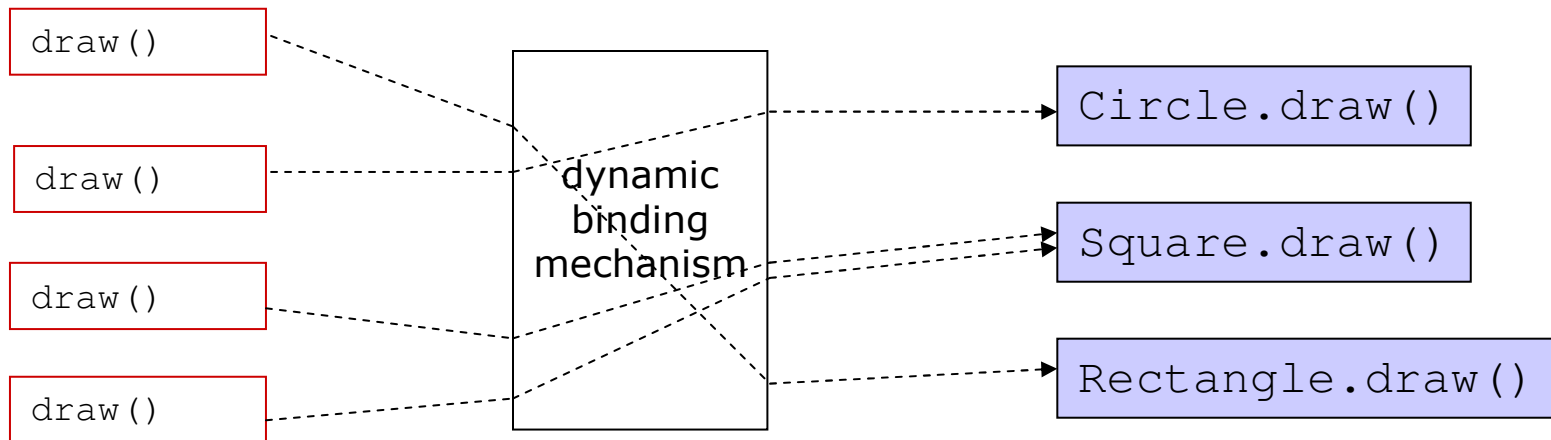 draw()
draw()
draw()
draw()
dynamic
binding
mechanism
Circle.draw()
Square.draw()
Rectangle.draw()